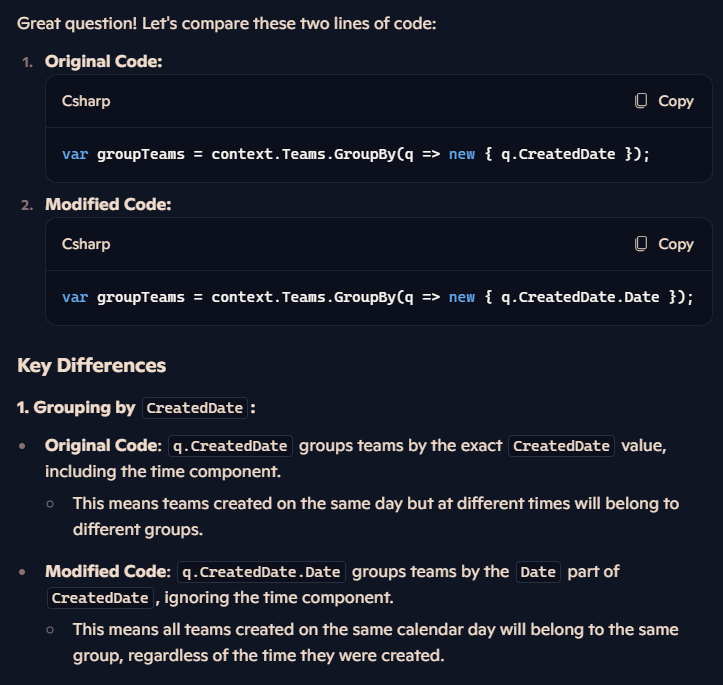 Great question! Let's compare these two lines of code:
1. Original Code:
Csharp Copy
var groupTeams = context.Teams.GroupBy(q => new { q.CreatedDate });
2. Modified Code:
Csharp Copy
var groupTeams = context.Teams.GroupBy(q => new { q.CreatedDate.Date });
Key Differences
1. Grouping by CreatedDate:
• Original Code: q.CreatedDate groups teams by the exact CreatedDate value,
including the time component.
○ This means teams created on the same day but at different times will belong to
different groups.
• Modified Code: q.CreatedDate.Date groups teams by the Date part of
CreatedDate, ignoring the time component.
○ This means all teams created on the same calendar day will belong to the same
group, regardless of the time they were created.